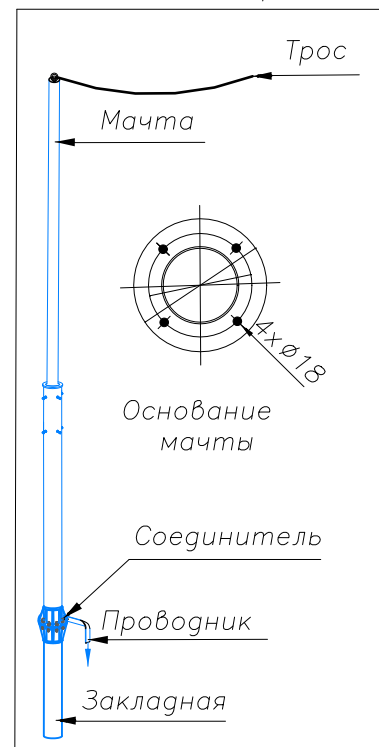 Трос
Мачта
4xø18
Основание
мачты
Соединитель
Проводник
Закладная